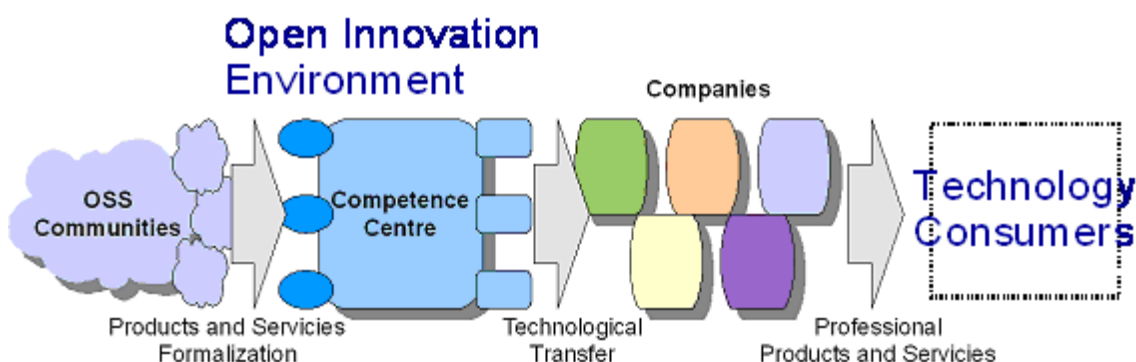 Open Innovation
Environment
Companies
OSS
Communities
Competence
Centre
Technology
Consumers
Products and Servicies
Formalization
Technological
Transfer
Professional
Products and Servicies